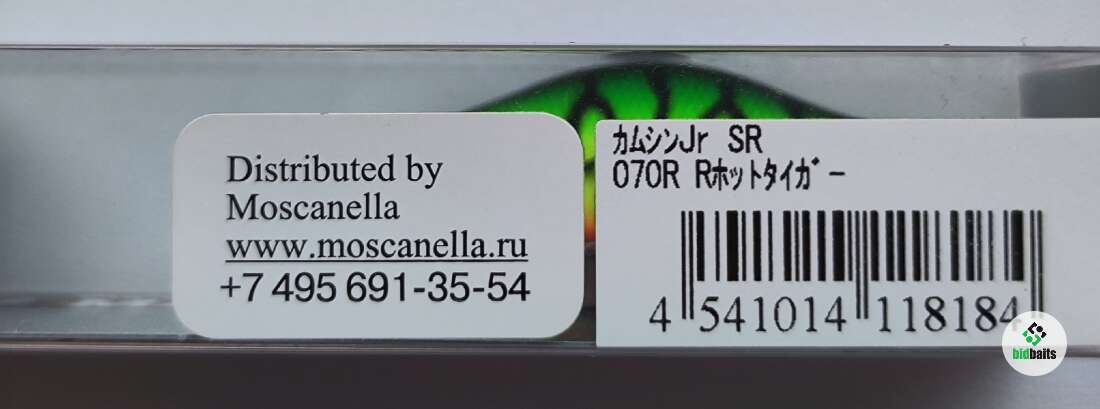 Distributed by
Moscanella
www.moscanella.ru
+7 495 691-35-54
カムシンJr SR
070R Rホットタイガー
4 541014 118184
bidbaits